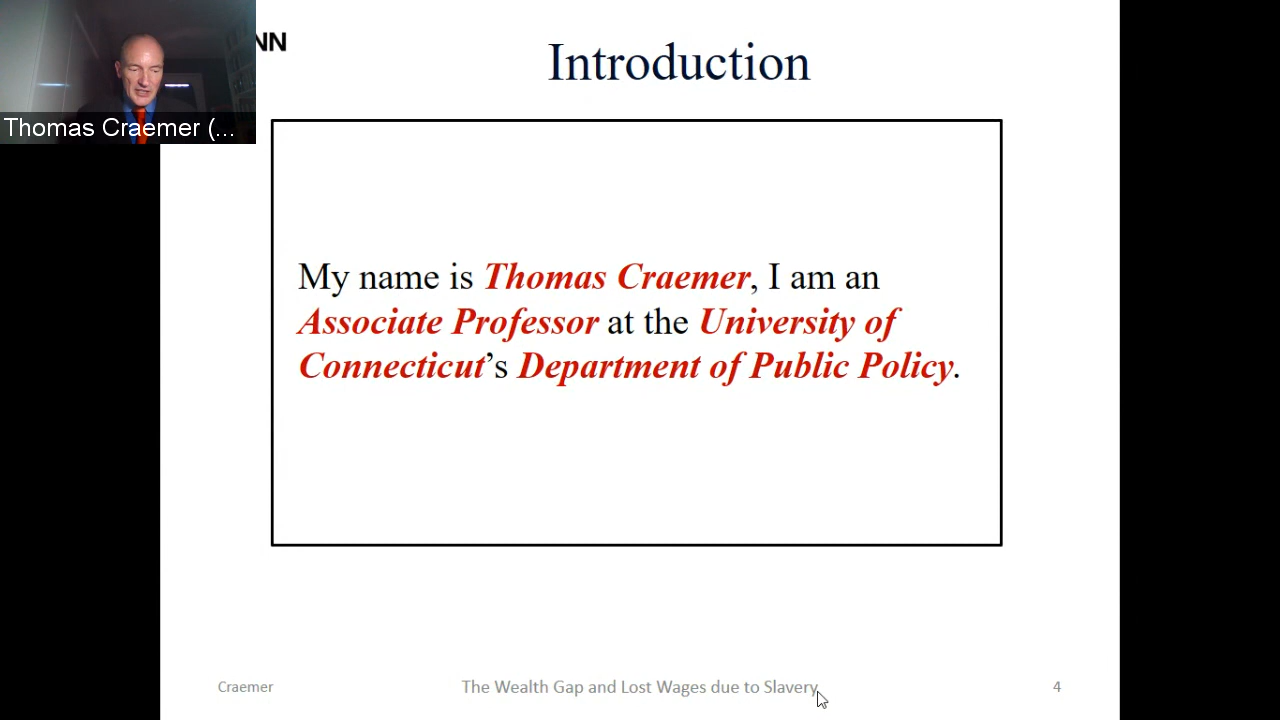 NN
Introduction
Thomas Craemer (...
My name is Thomas Craemer, I am an
Associate Professor at the University of
Connecticut’s Department of Public Policy.
Craemer
The Wealth Gap and Lost Wages due to Slavery
4